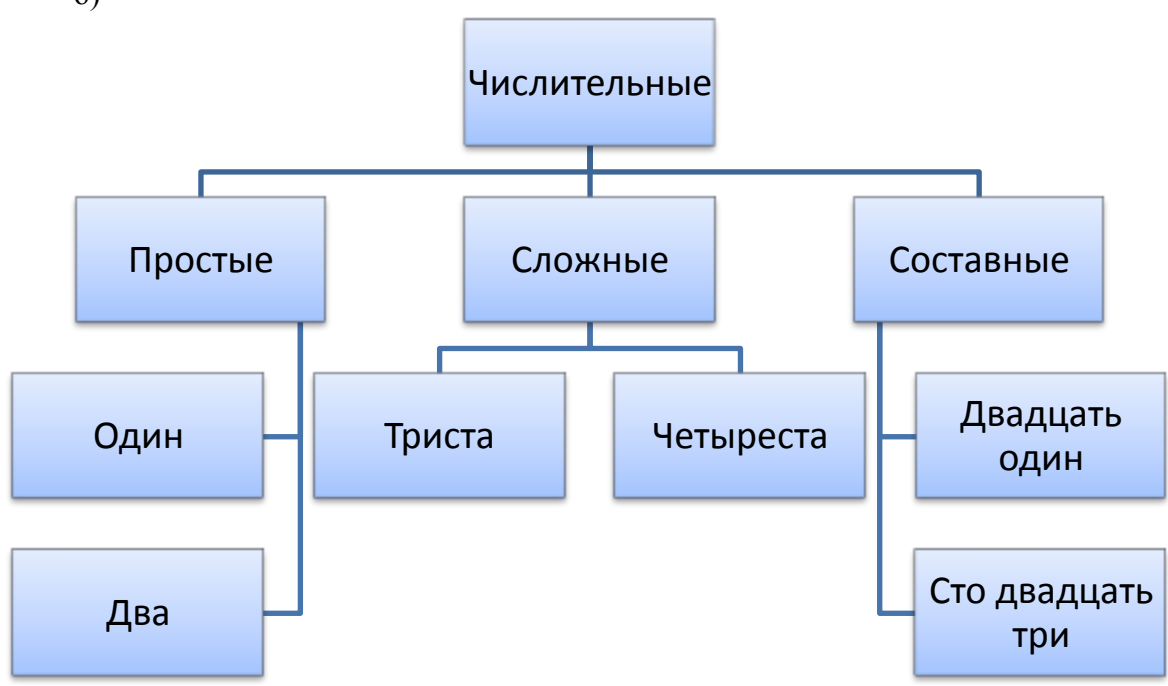 Числительные
Простые
Сложные
Составные
Один
Триста
Четыреста
Двадцать
один
Два
Сто двадцать
три